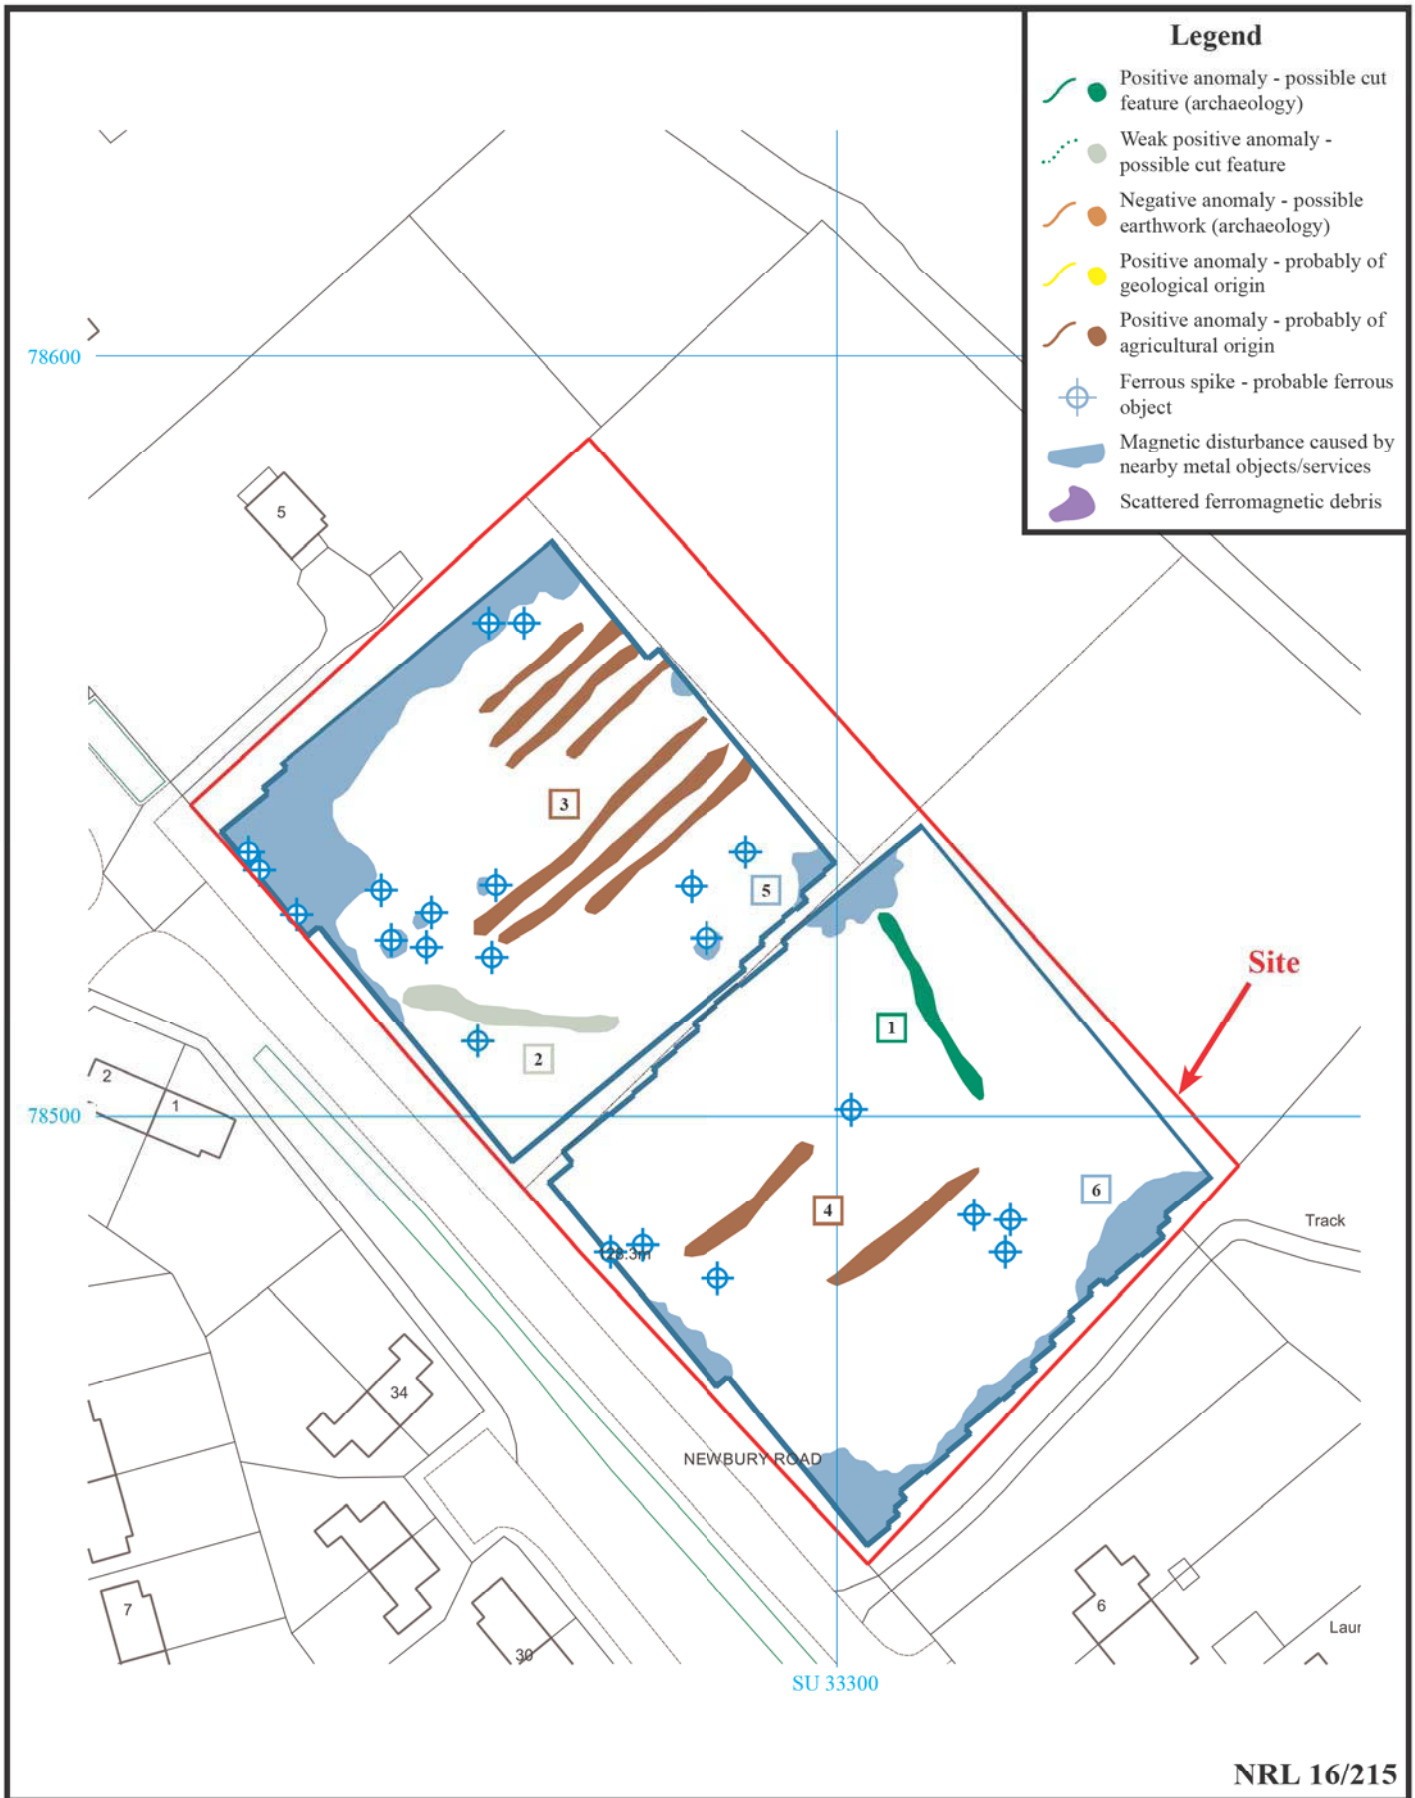 Legend
Positive anomaly - possible cut
feature (archaeology)
Weak positive anomaly -
possible cut feature
Negative anomaly - possible
earthwork (archaeology)
Positive anomaly - probably of
geological origin
Positive anomaly - probably of
agricultural origin
Ferrous spike - probable ferrous
object
Magnetic disturbance caused by
nearby metal objects/services
Scattered ferromagnetic debris
78600
5
3
5
Site
1
2
2
1
78500
6
4
Track
128.3m
34
NEWBURY ROAD
7
6
30
Laur
SU 33300
NRL 16/215